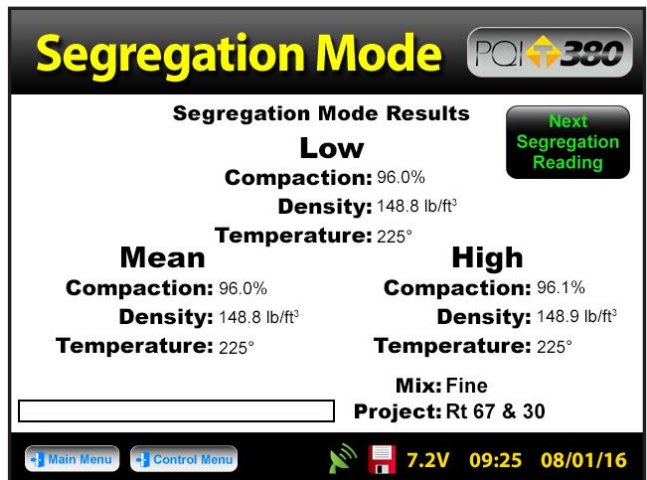 Segregation Mode
PQI T 380
Segregation Mode Results
Next
Segregation
Reading
Low
Compaction: 96.0%
Density: 148.8 lb/ft³
Temperature: 225°
Mean
Compaction: 96.0%
Density: 148.8 lb/ft³
Temperature: 225°
High
Compaction: 96.1%
Density: 148.9 lb/ft³
Temperature: 225°
Mix: Fine
Project: Rt 67 & 30
Main Menu
Control Menu
7.2V 09:25 08/01/16